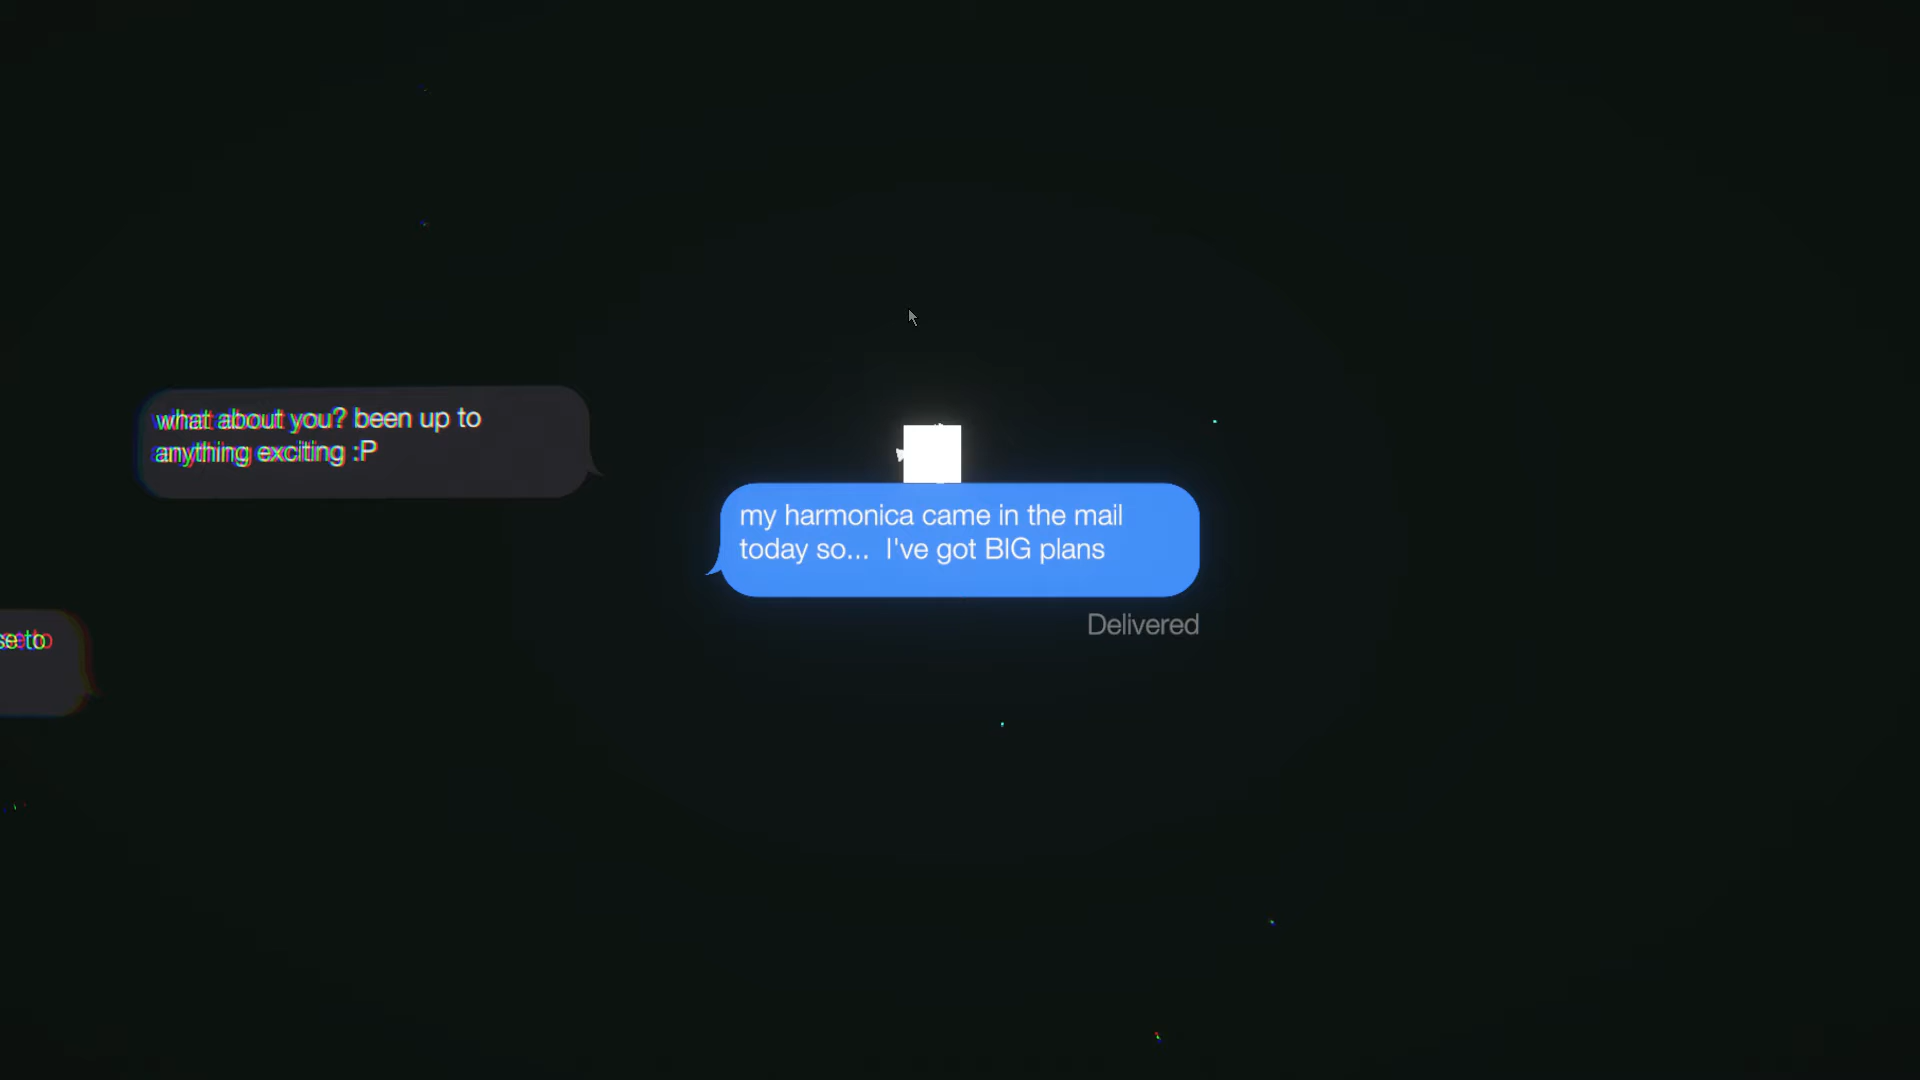 what about you? been up to
anything exciting :P
my harmonica came in the mail
today so...  I've got BIG plans
Delivered
to